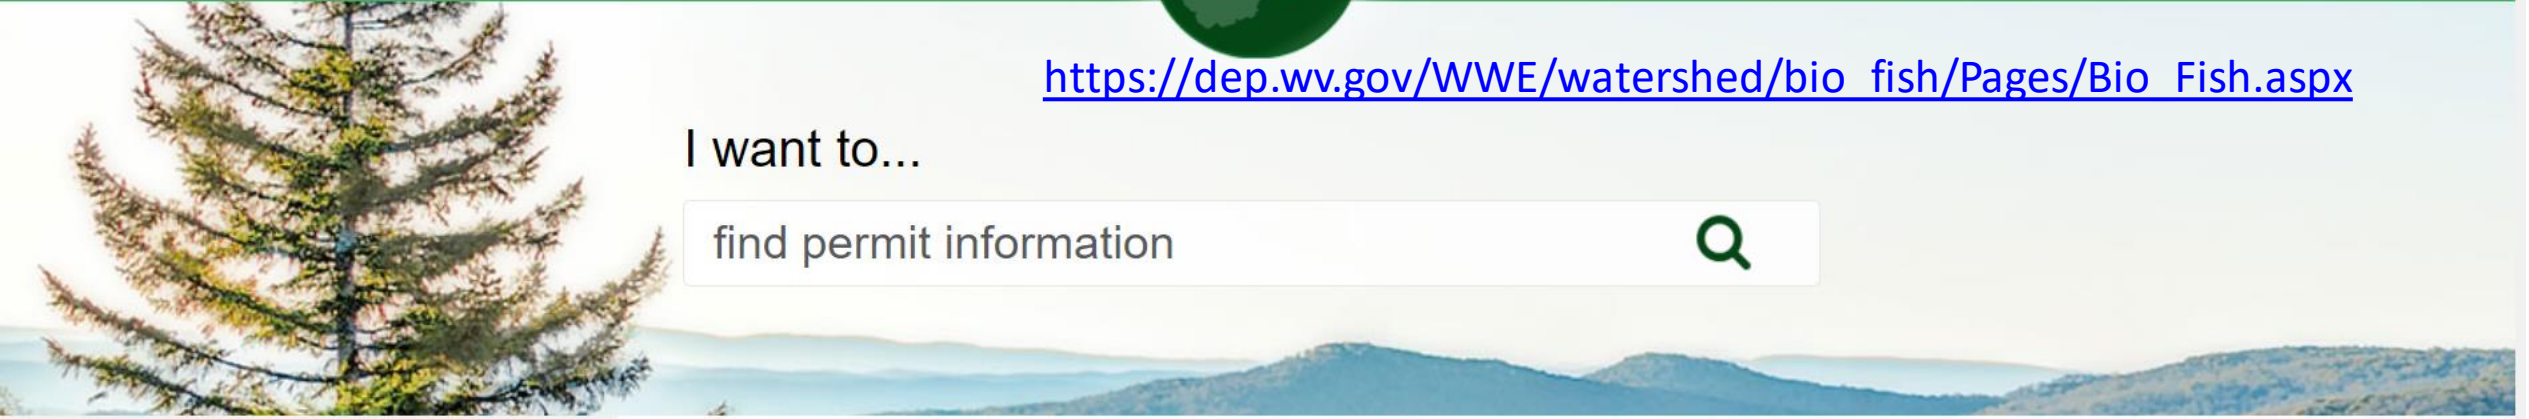 https://dep.wv.gov/WWE/watershed/bio_fish/Pages/Bio_Fish.aspx
I want to...
find permit information